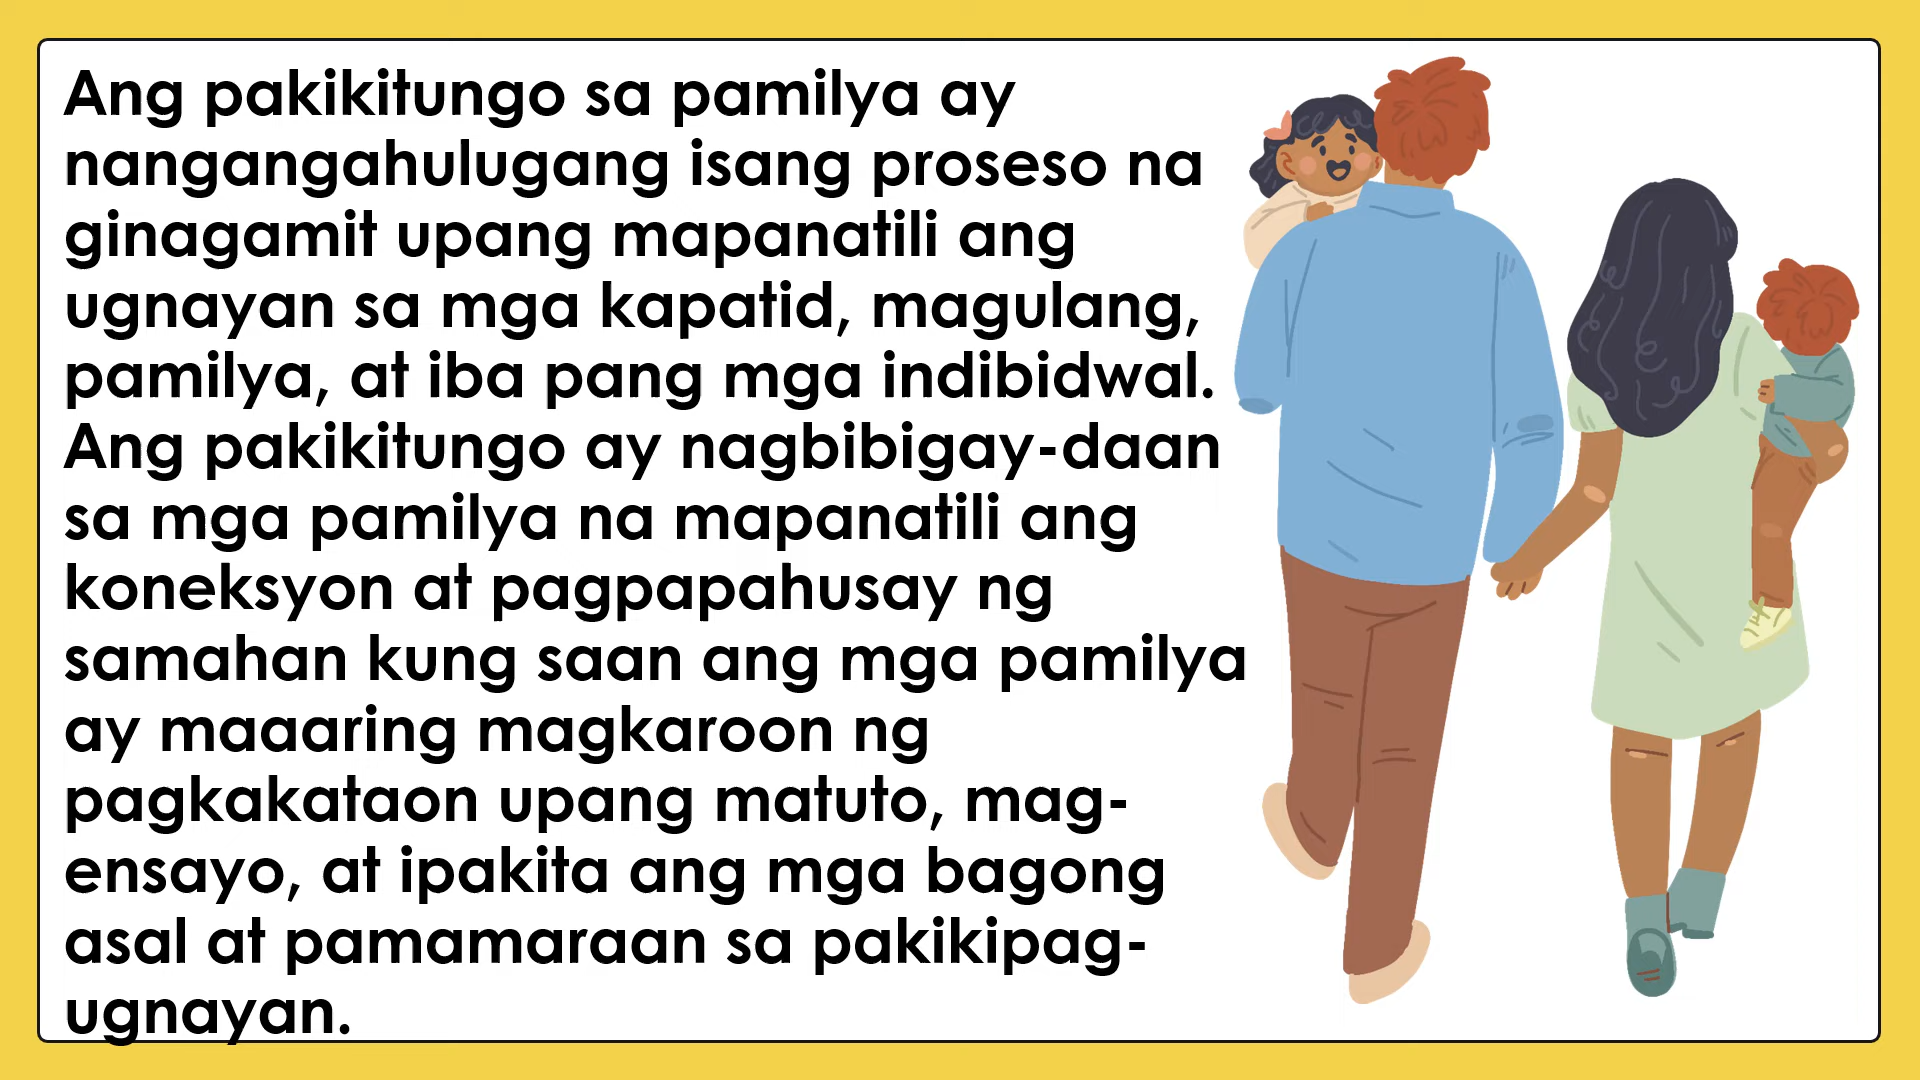 Ang pakikitungo sa pamilya ay
nangangahulugang isang proseso na
ginagamit upang mapanatili ang
ugnayan sa mga kapatid, magulang,
pamilya, at iba pang mga indibidwal.
Ang pakikitungo ay nagbibigay-daan
sa mga pamilya na mapanatili ang
koneksyon at pagpapahusay ng
samahan kung saan ang mga pamilya
ay maaaring magkaroon ng
pagkakataon upang matuto, mag-
ensayo, at ipakita ang mga bagong
asal at pamamaraan sa pakikipag-
ugnayan.